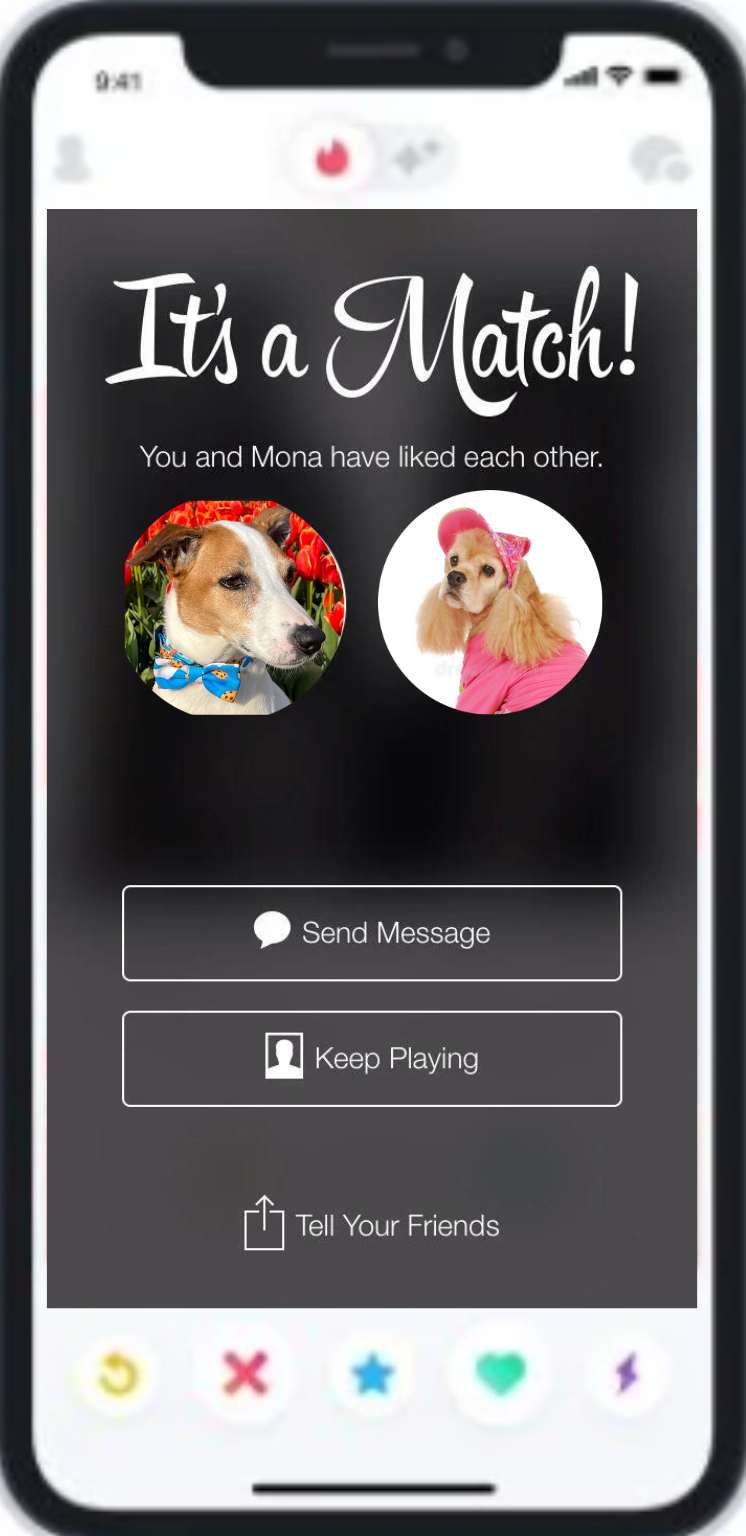 9:41
It's a Match!
You and Mona have liked each other.
Send Message
Keep Playing
Tell Your Friends